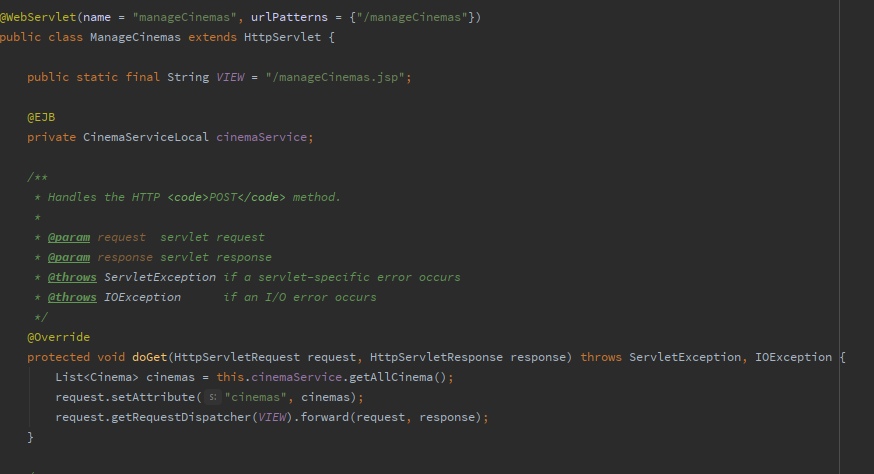 @WebServlet(name = "manageCinemas", urlPatterns = {"/manageCinemas"})
public class ManageCinemas extends HttpServlet {
public static final String VIEW = "/manageCinemas.jsp";
@EJB
private CinemaServiceLocal cinemaService;
/**
* Handles the HTTP <code>POST</code> method.
*
* @param request  servlet request
* @param response servlet response
* @throws ServletException if a servlet-specific error occurs
* @throws IOException      if an I/O error occurs
*/
@Override
protected void doGet(HttpServletRequest request, HttpServletResponse response) throws ServletException, IOException {
List<Cinema> cinemas = this.cinemaService.getAllCinema();
request.setAttribute( s: "cinemas", cinemas);
request.getRequestDispatcher(VIEW).forward(request, response);
}